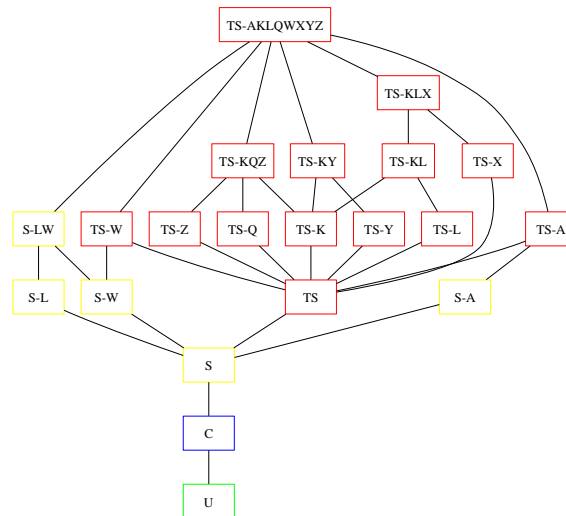 TS-AKLQWXYZ
TS-KLX
TS-KQZ
TS-KY
TS-KL
TS-X
S-LW
TS-W
TS-Z
TS-Q
TS-K
TS-Y
TS-L
TS-A
S-L
S-W
TS
S-A
S
C
U